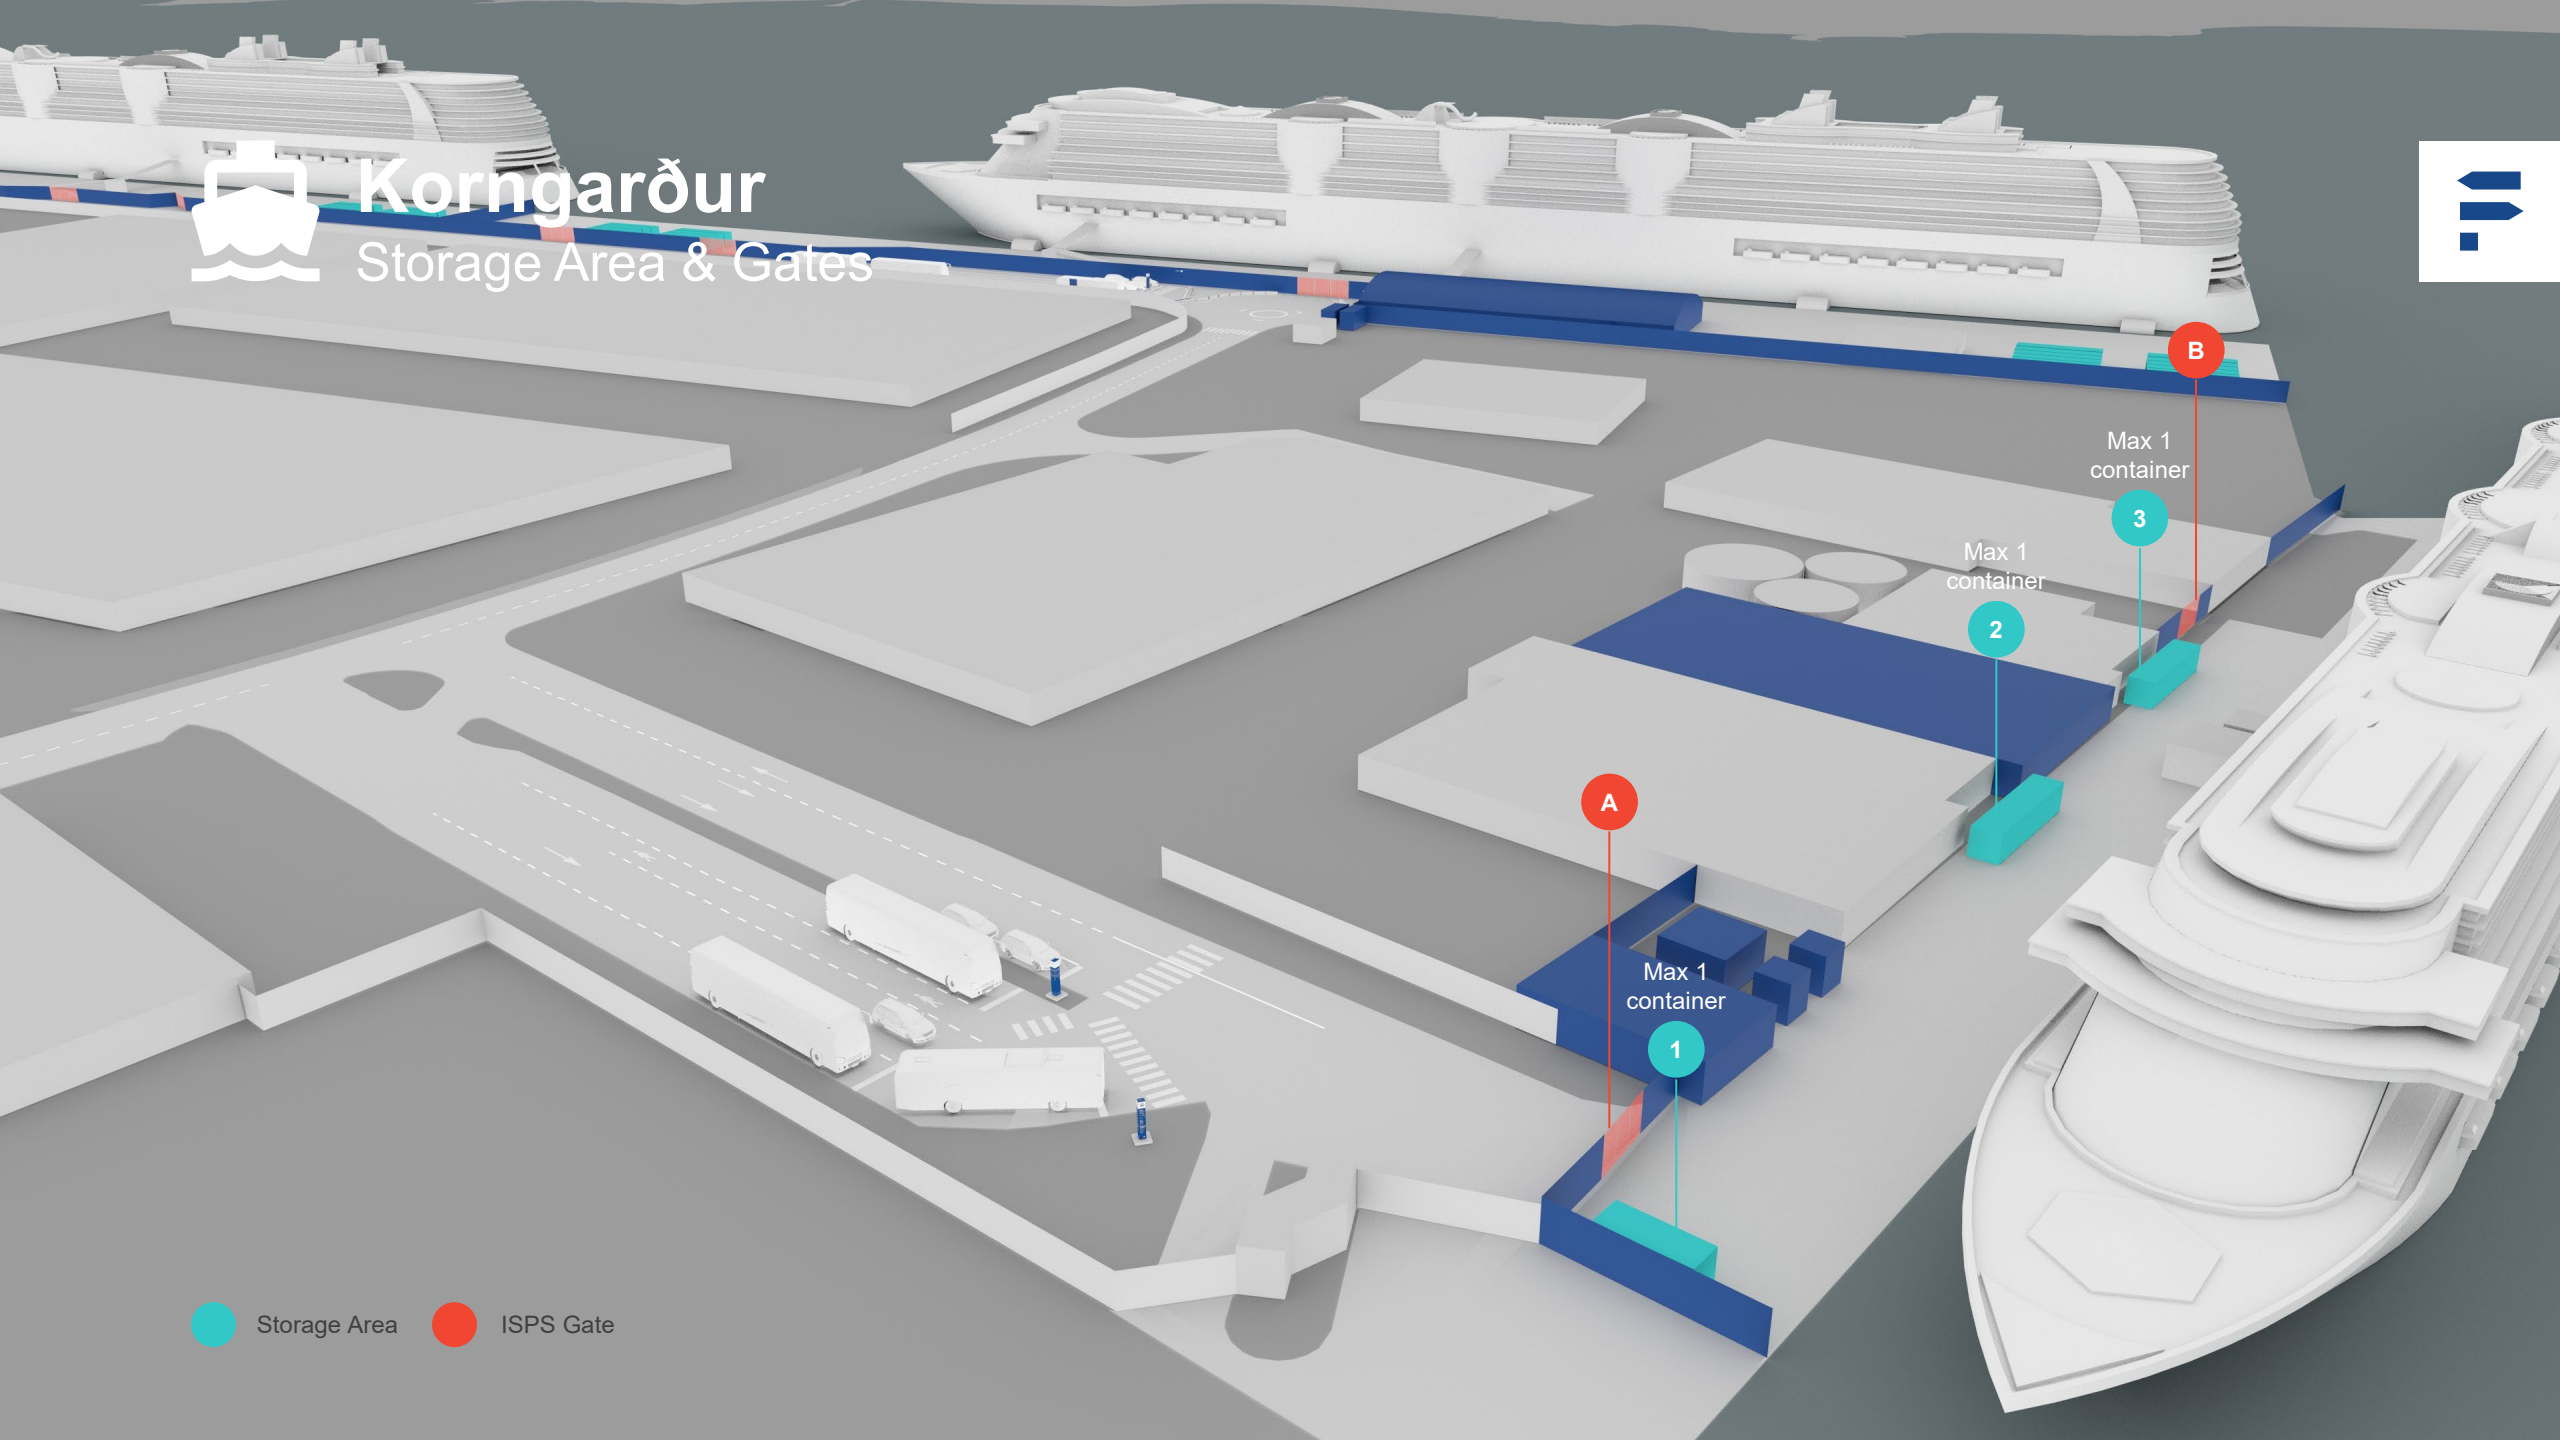 Korngarður
Storage Area & Gates
B
Max 1
container
3
Max 1
container
2
A
Max 1
container
1
Storage Area
ISPS Gate